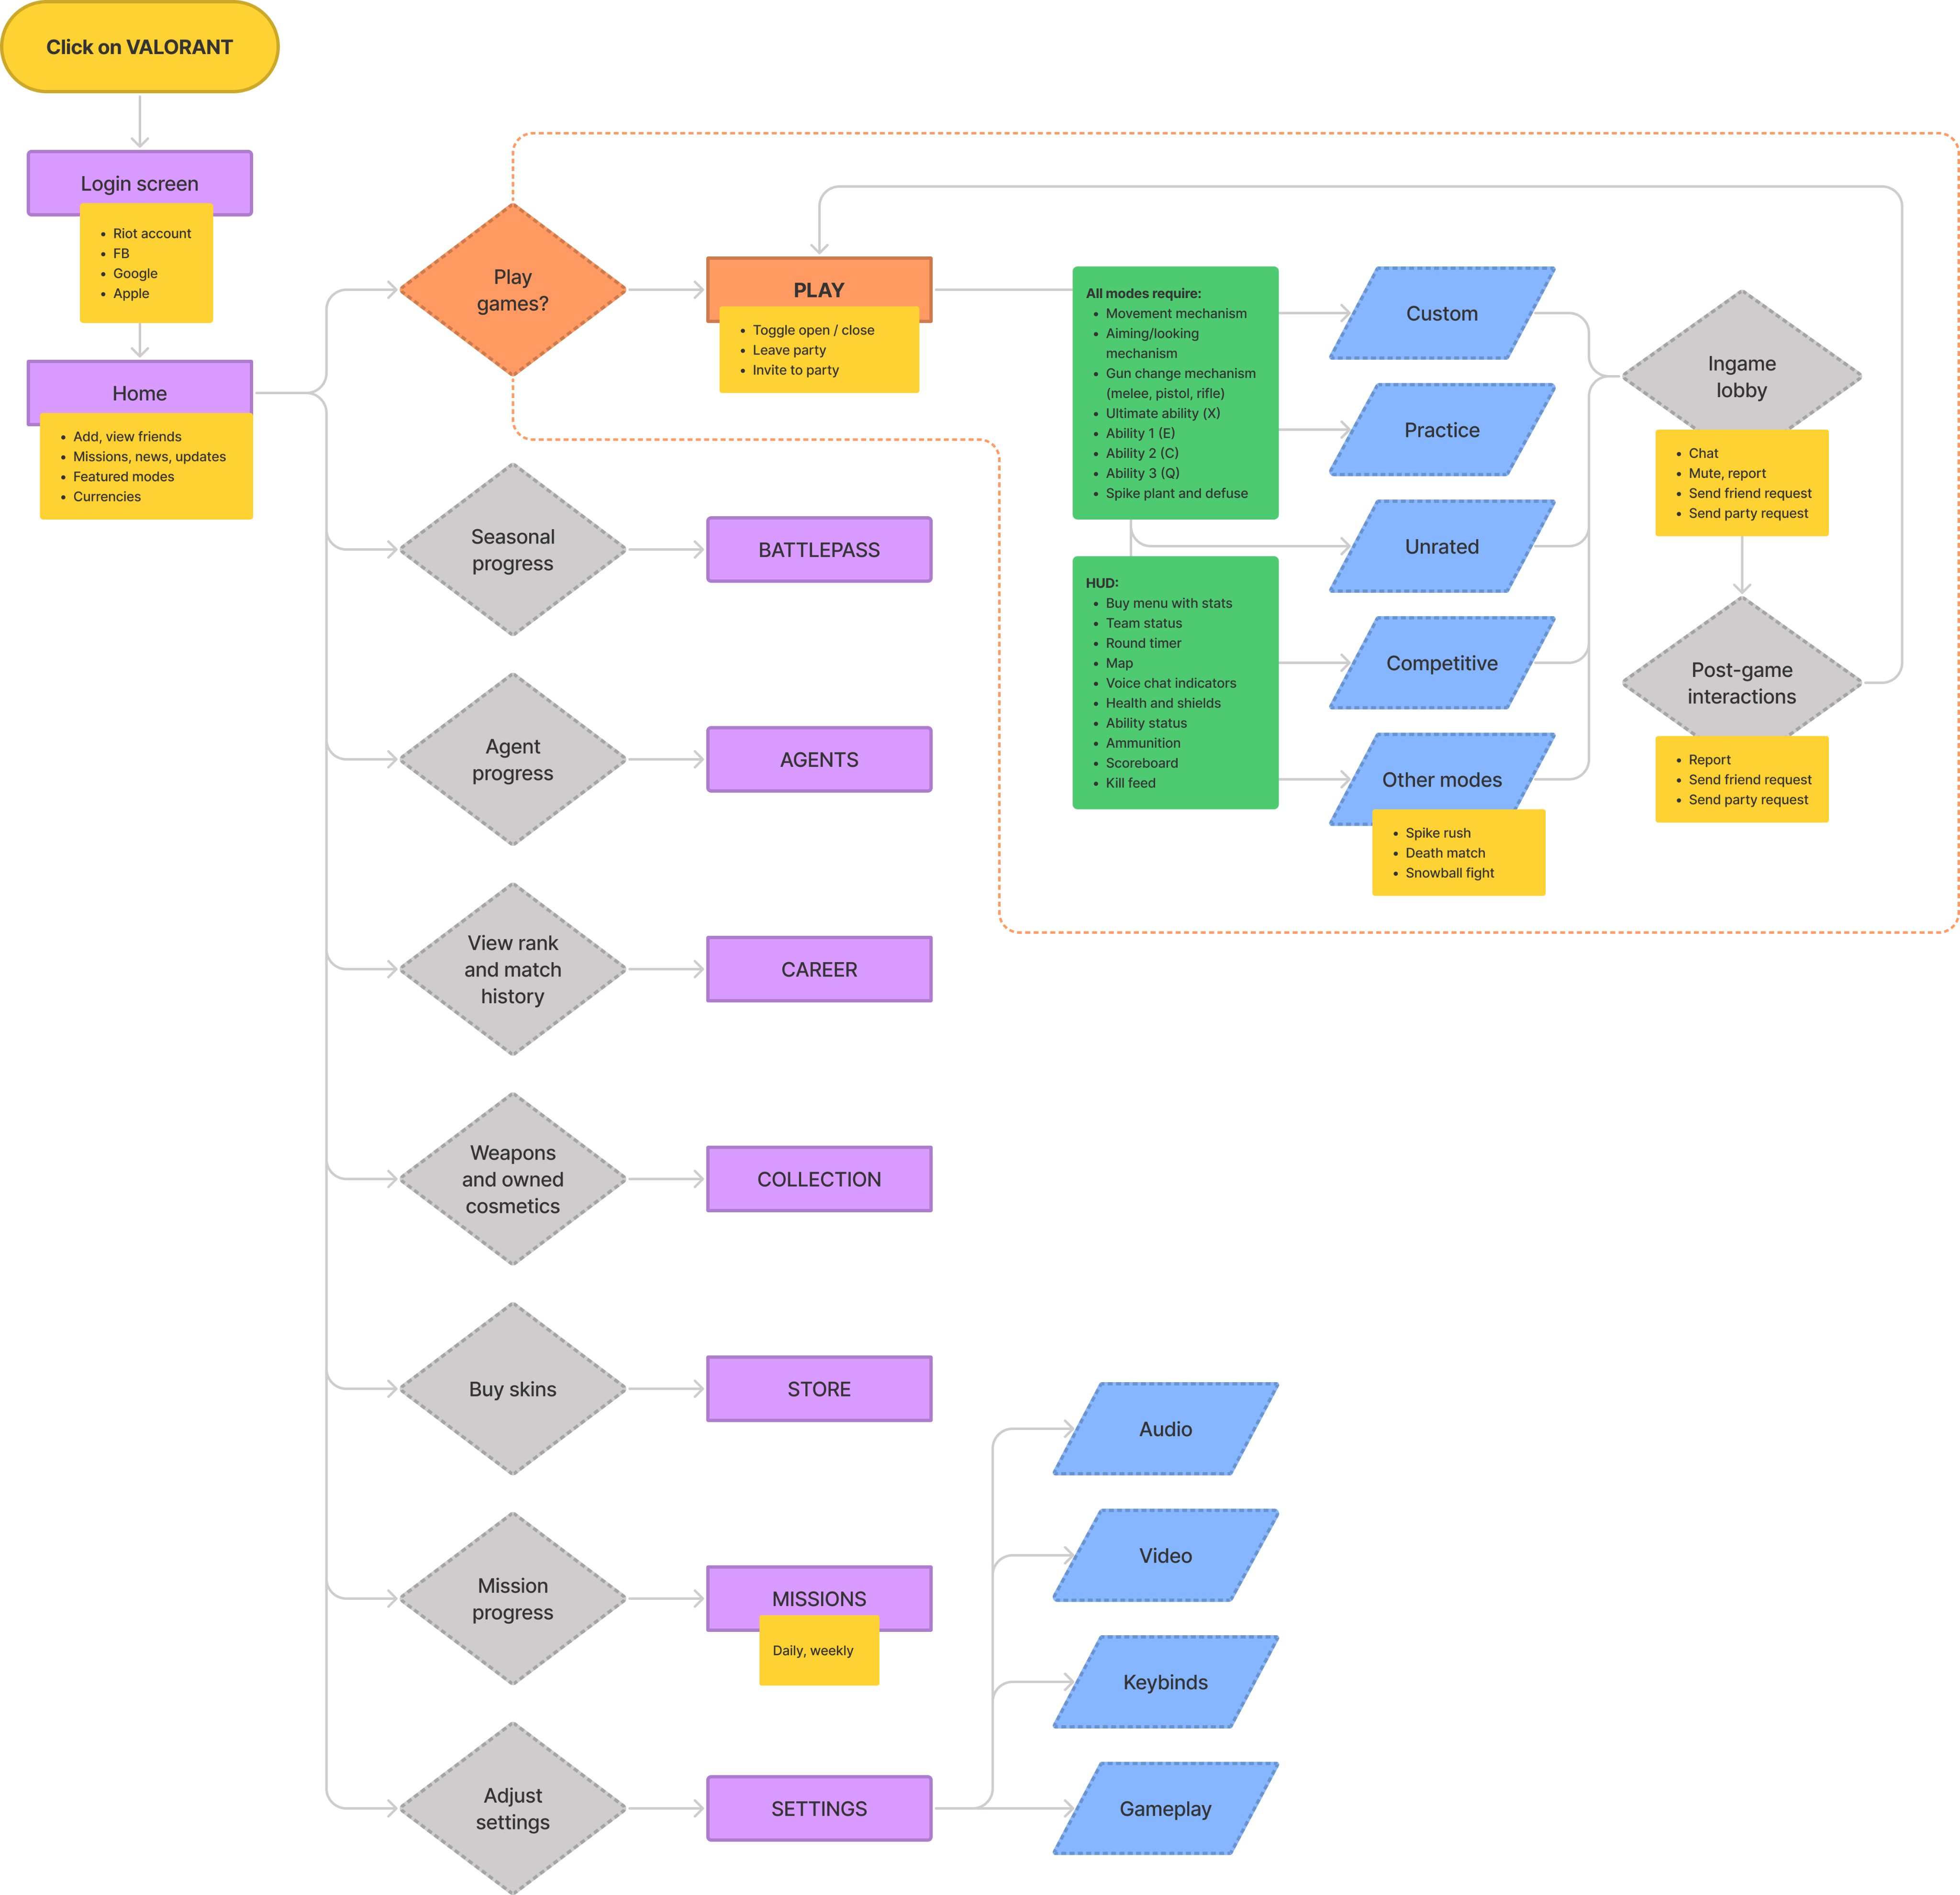 Click on VALORANT
Login screen
• Riot account
• FB
• Google
• Apple
Home
• Add, view friends
• Missions, news, updates
• Featured modes
• Currencies
Play
games?
PLAY
• Toggle open / close
• Leave party
• Invite to party
All modes require:
• Movement mechanism
• Aiming/looking
mechanism
• Gun change mechanism
(melee, pistol, rifle)
• Ultimate ability (X)
• Ability 1 (E)
• Ability 2 (C)
• Ability 3 (Q)
• Spike plant and defuse
HUD:
• Buy menu with stats
• Team status
• Round timer
• Map
• Voice chat indicators
• Health and shields
• Ability status
• Ammunition
• Scoreboard
• Kill feed
Custom
Practice
Unrated
Competitive
Other modes
• Spike rush
• Death match
• Snowball fight
Ingame
lobby
• Chat
• Mute, report
• Send friend request
• Send party request
Post-game
interactions
• Report
• Send friend request
• Send party request
Seasonal
progress
BATTLEPASS
Agent
progress
AGENTS
View rank
and match
history
CAREER
Weapons
and owned
cosmetics
COLLECTION
Buy skins
STORE
Mission
progress
MISSIONS
Daily, weekly
Adjust
settings
SETTINGS
Audio
Video
Keybinds
Gameplay